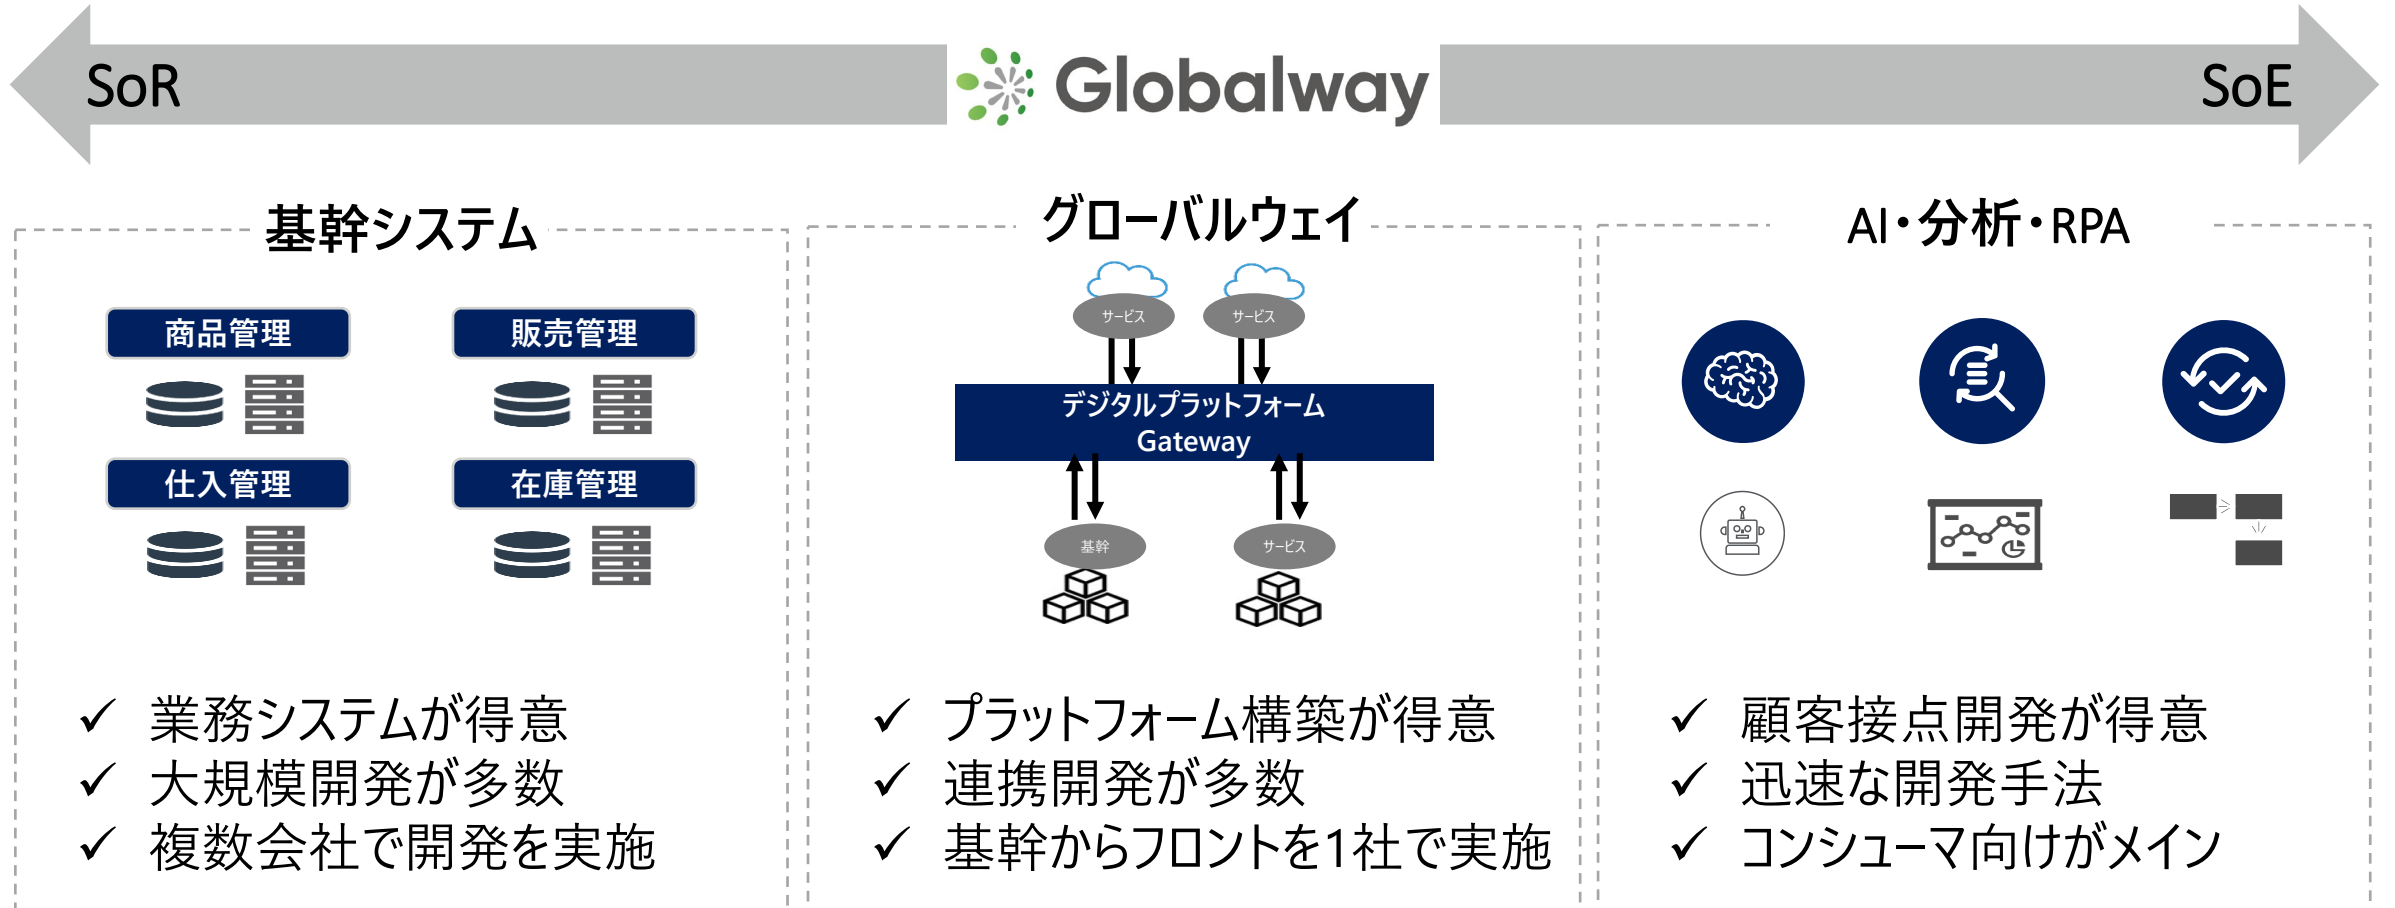 SoR
Globalway
SoE
基幹システム
商品管理
販売管理
仕入管理
在庫管理
業務システムが得意
大規模開発が多数
複数会社で開発を実施
グローバルウェイ
サービス
サービス
デジタルプラットフォーム
Gateway
基幹
サービス
プラットフォーム構築が得意
連携開発が多数
基幹からフロントを1社で実施
AI・分析・RPA
顧客接点開発が得意
迅速な開発手法
コンシューマ向けがメイン